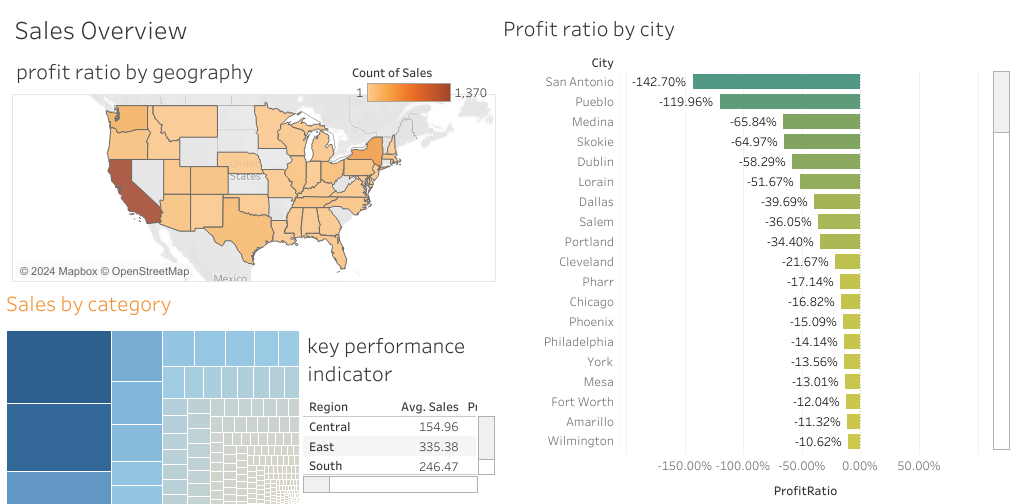 Sales Overview
profit ratio by geography
Count of Sales
1
1,370
United
States
Mexico
© 2024 Mapbox © OpenStreetMap
Sales by category
key performance
indicator
Region Avg. Sales
Central 154.96
East 335.38
South 246.47
Profit ratio by city
City
San Antonio -142.70%
Pueblo -119.96%
Medina -65.84%
Skokie -64.97%
Dublin -58.29%
Lorain -51.67%
Dallas -39.69%
Salem -36.05%
Portland -34.40%
Cleveland -21.67%
Pharr -17.14%
Chicago -16.82%
Phoenix -15.09%
Philadelphia -14.14%
York -13.56%
Mesa -13.01%
Fort Worth -12.04%
Amarillo -11.32%
Wilmington -10.62%
-150.00% -100.00% -50.00% 0.00% 50.00%
ProfitRatio